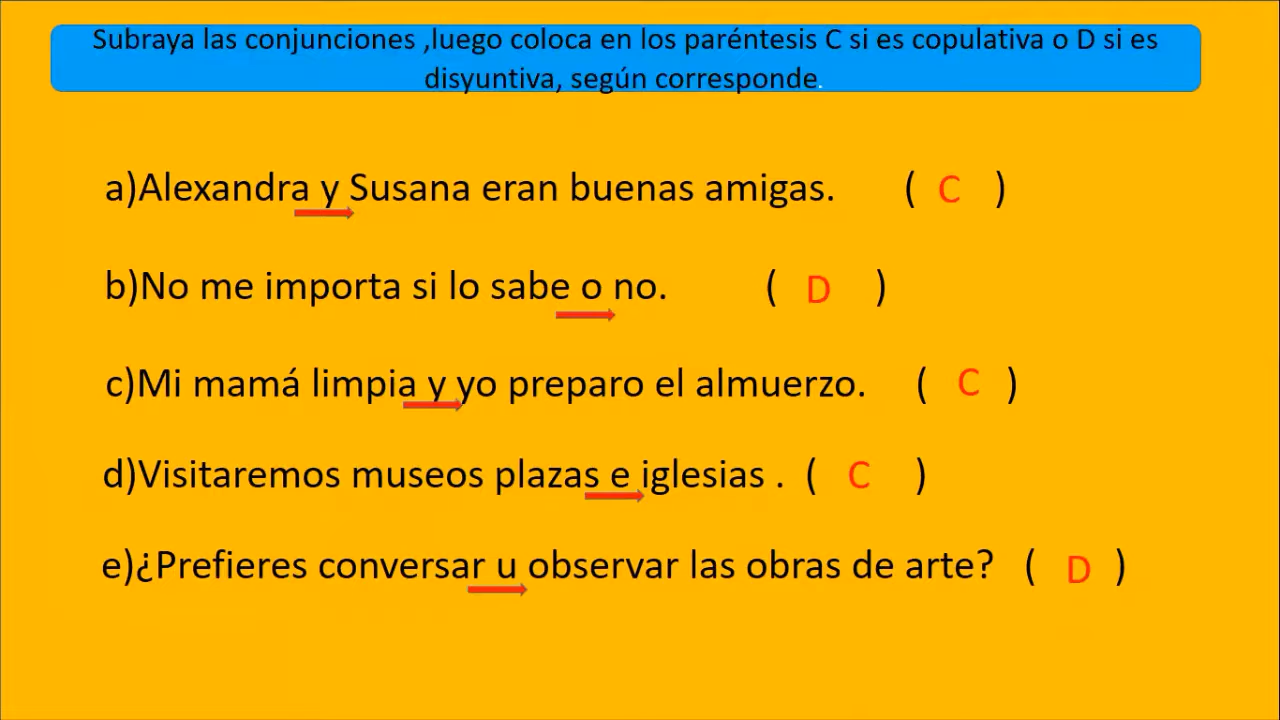 Subraya las conjunciones ,luego coloca en los paréntesis C si es copulativa o D si es
disyuntiva, según corresponde.
a)Alexandra y Susana eran buenas amigas. ( C )
b)No me importa si lo sabe o no. ( D )
c)Mi mamá limpia y yo preparo el almuerzo. ( C )
d)Visitaremos museos plazas e iglesias . ( C )
e)¿Prefieres conversar u observar las obras de arte? ( D )